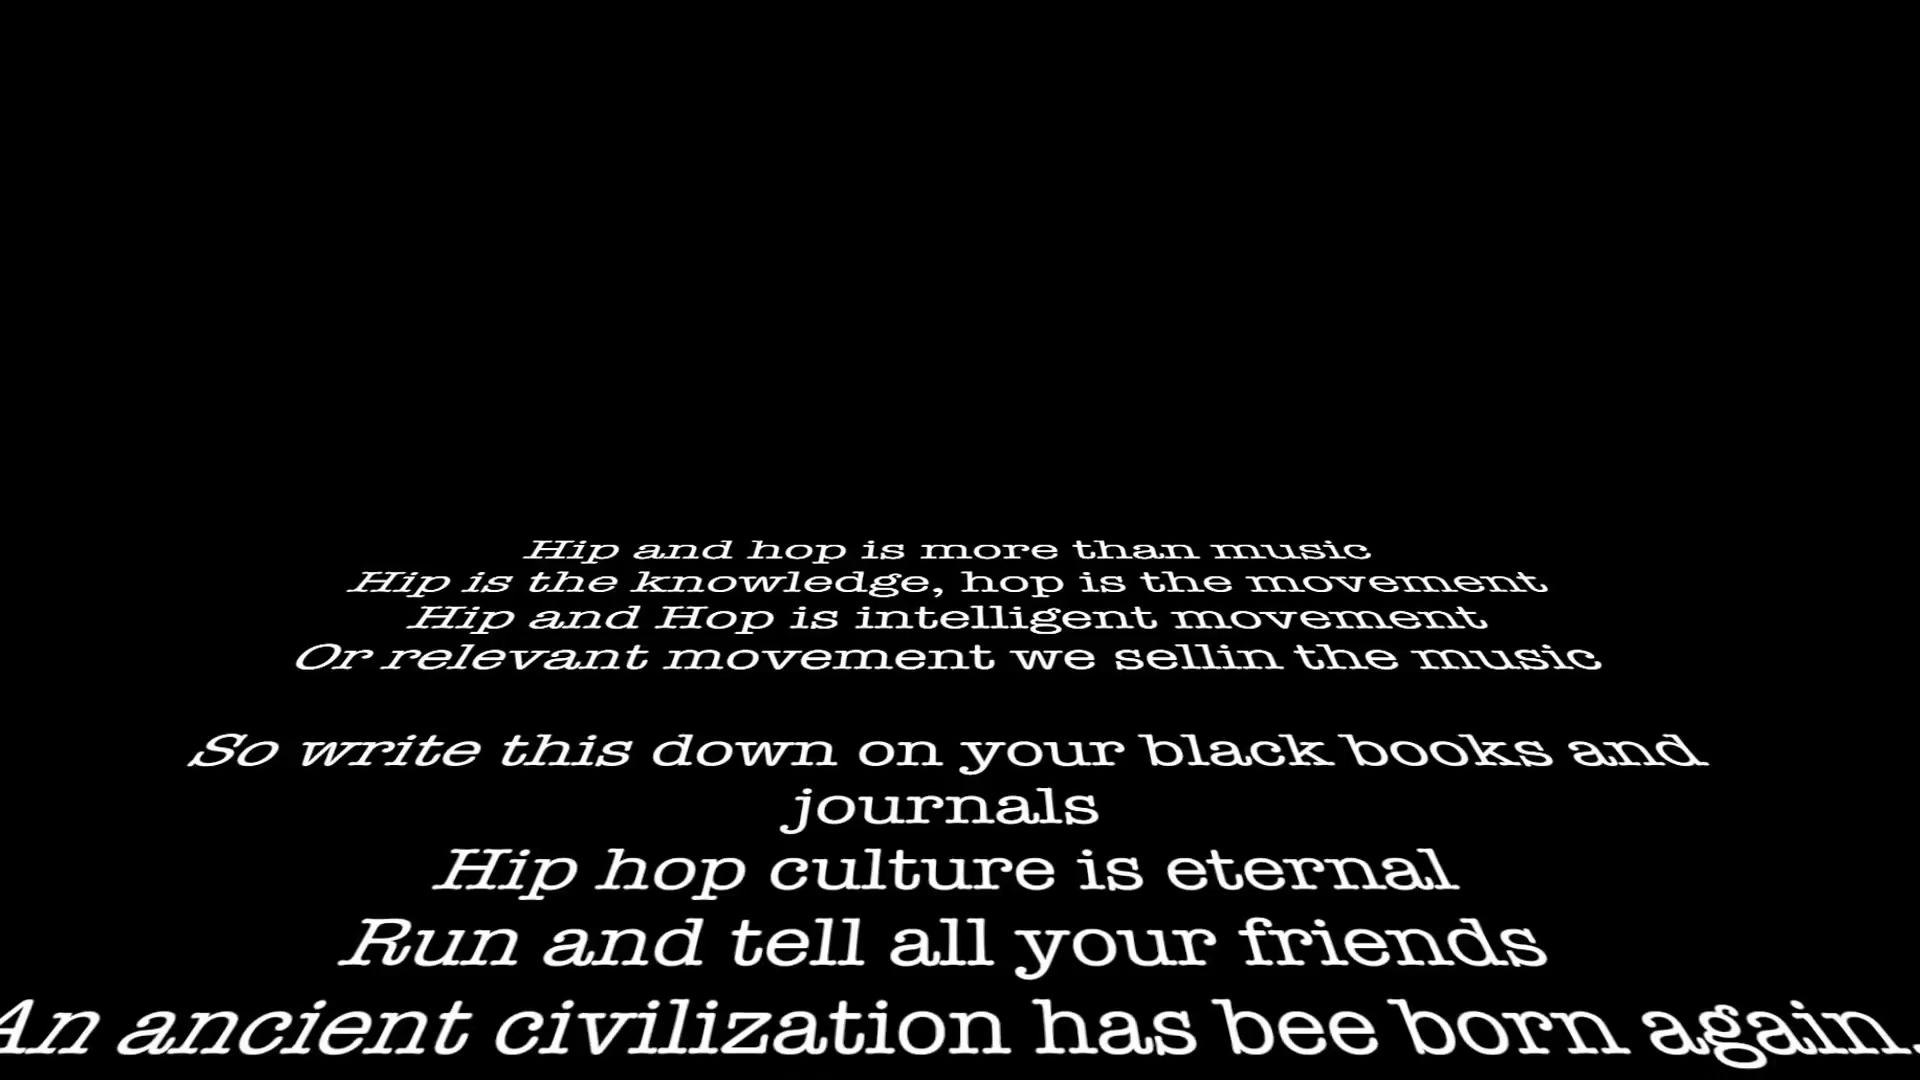 Hip and hop is more than music
Hip is the knowledge, hop is the movement
Hip and Hop is intelligent movement
Or relevant movement we sellin the music
So write this down on your black books and
journals
Hip hop culture is eternal
Run and tell all your friends
An ancient civilization has bee born again.